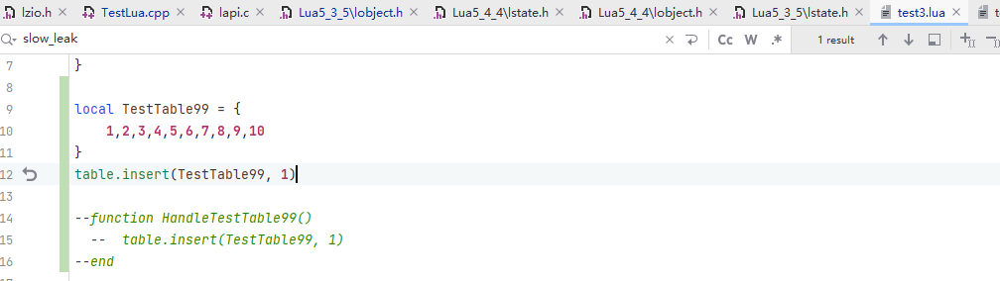 lzio.h TestLua.cpp lapi.c Lua5_3_5\lobject.h Lua5_4_4\lstate.h Lua5_4_4\lobject.h Lua5_3_5\lstate.h test3.lua
slow_leak Cc W .* 1 result
7 }
8
9 local TestTable99 = {
10 1,2,3,4,5,6,7,8,9,10
11 }
12 table.insert(TestTable99, 1)
13
14 --function HandleTestTable99()
15 -- table.insert(TestTable99, 1)
16 --end